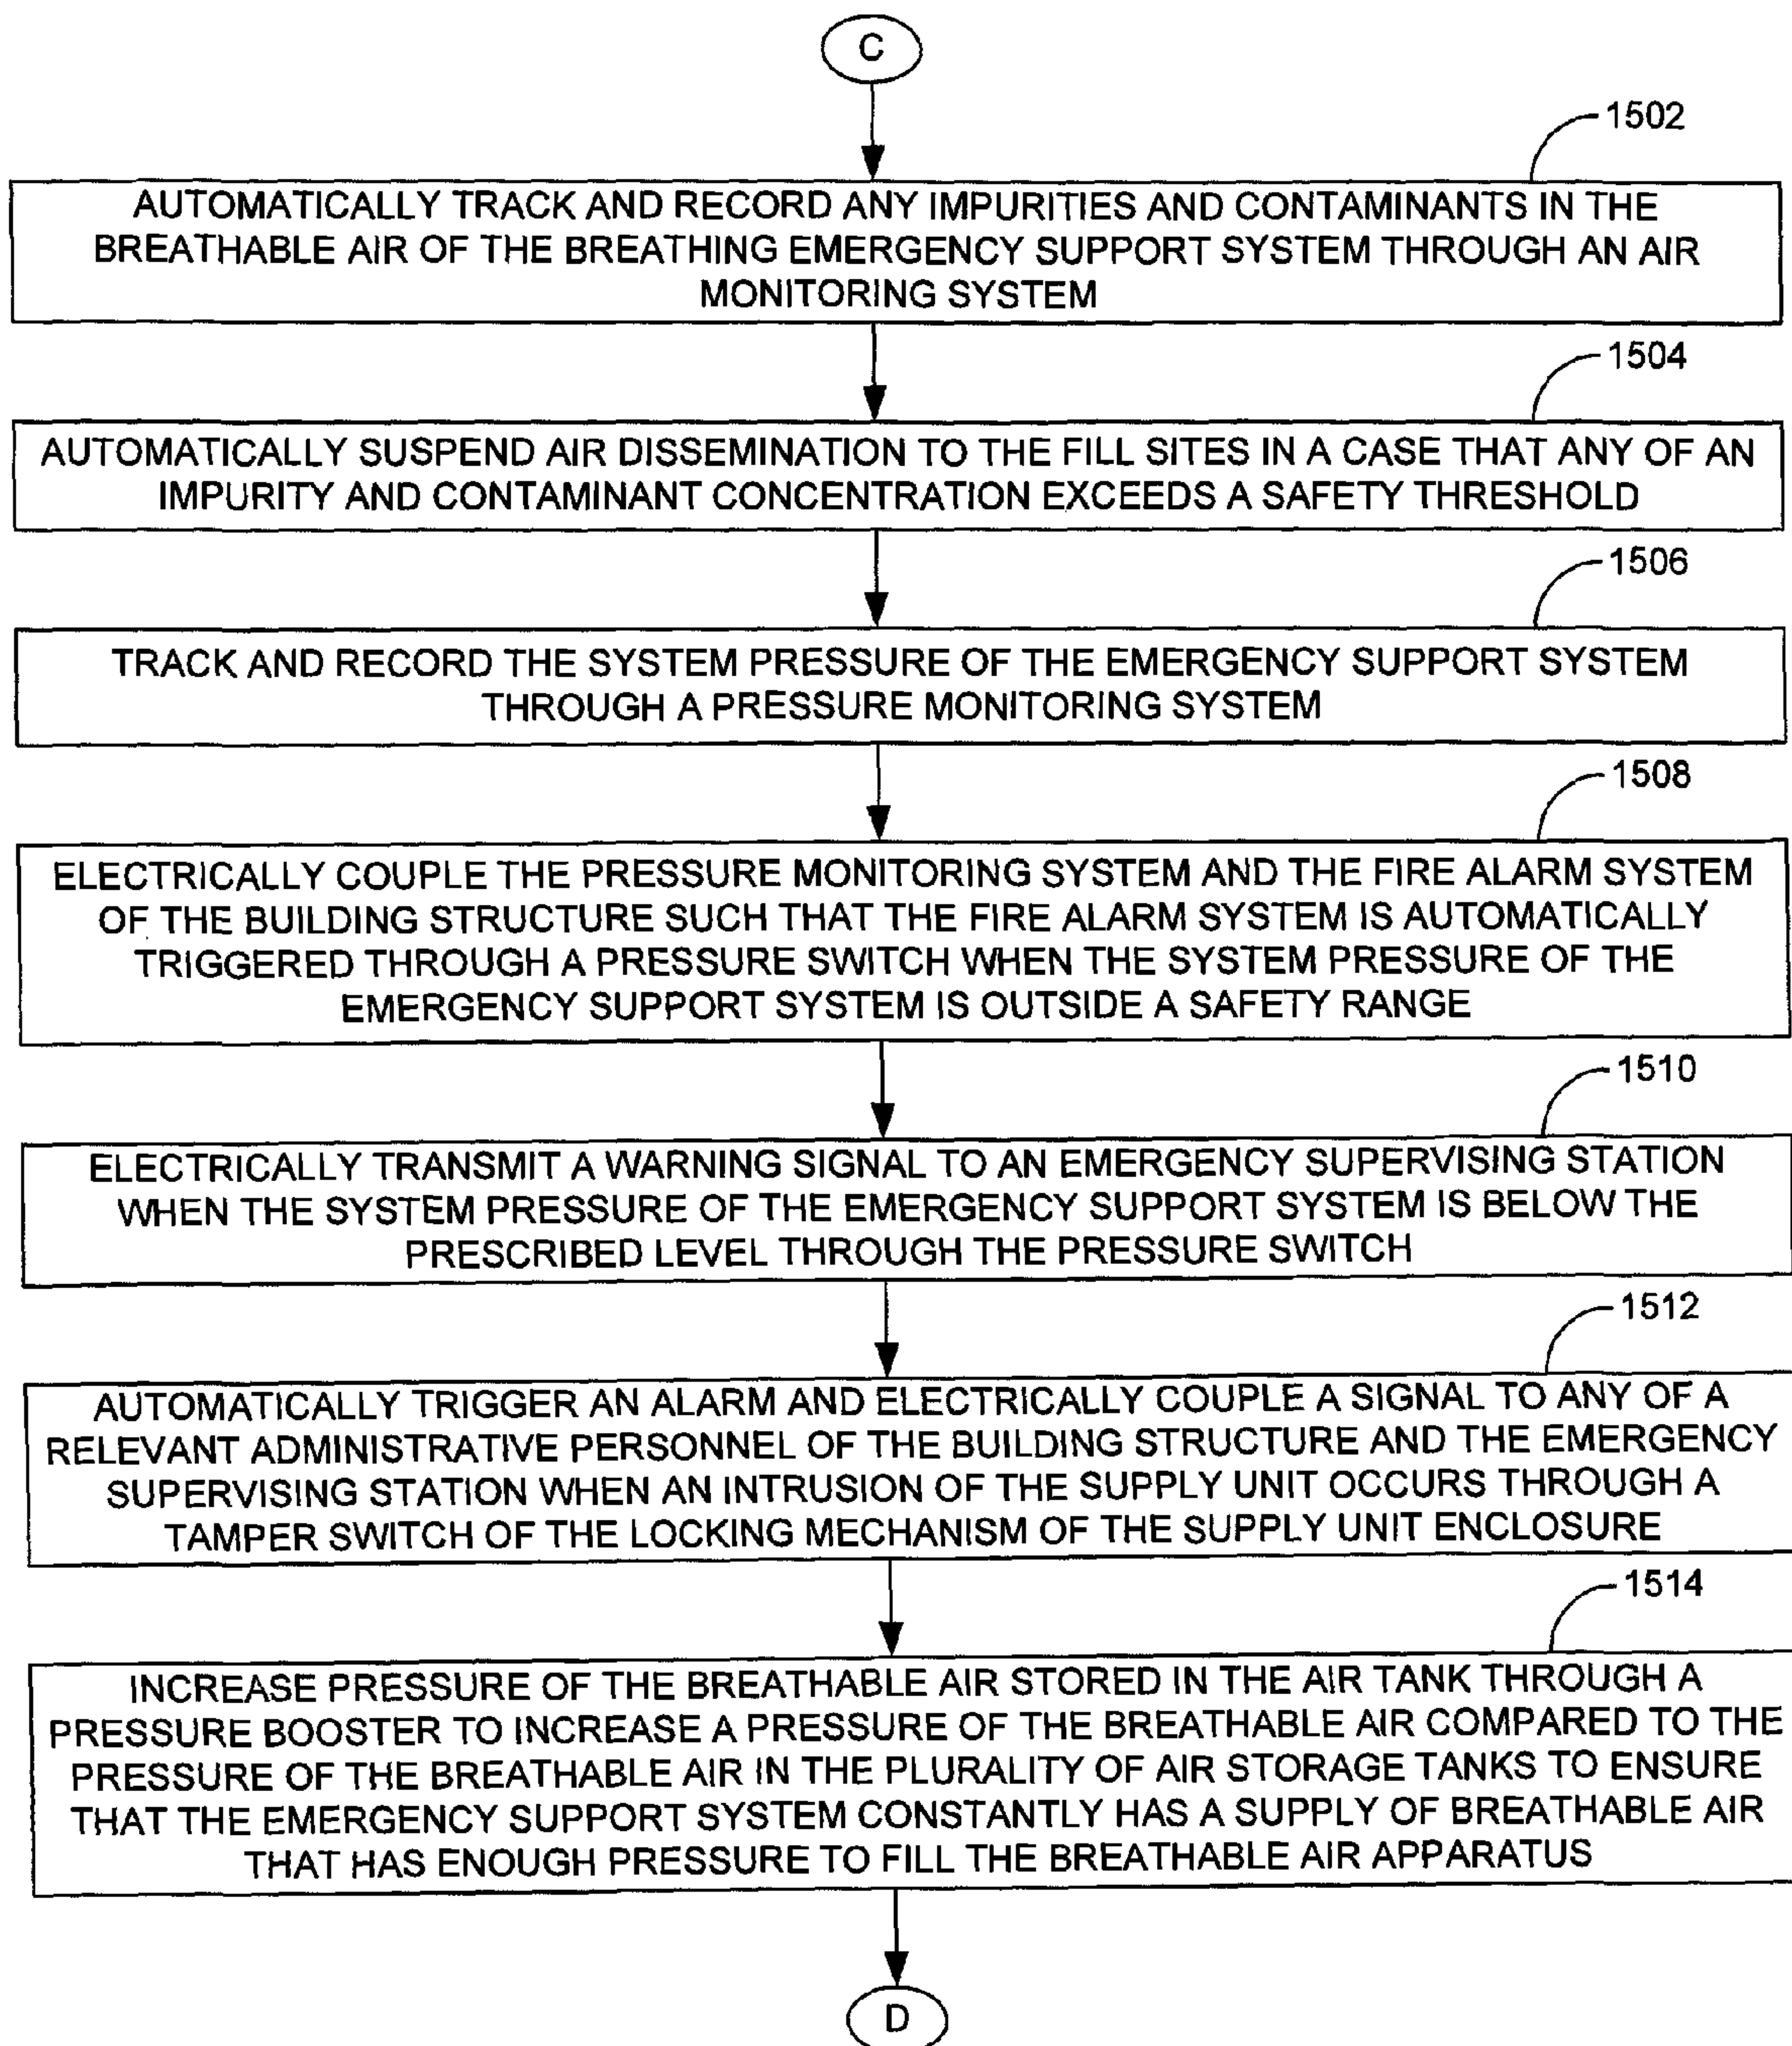 C
1502
AUTOMATICALLY TRACK AND RECORD ANY IMPURITIES AND CONTAMINANTS IN THE
BREATHABLE AIR OF THE BREATHING EMERGENCY SUPPORT SYSTEM THROUGH AN AIR
MONITORING SYSTEM
1504
AUTOMATICALLY SUSPEND AIR DISSEMINATION TO THE FILL SITES IN A CASE THAT ANY OF AN
IMPURITY AND CONTAMINANT CONCENTRATION EXCEEDS A SAFETY THRESHOLD
1506
TRACK AND RECORD THE SYSTEM PRESSURE OF THE EMERGENCY SUPPORT SYSTEM
THROUGH A PRESSURE MONITORING SYSTEM
1508
ELECTRICALLY COUPLE THE PRESSURE MONITORING SYSTEM AND THE FIRE ALARM SYSTEM
OF THE BUILDING STRUCTURE SUCH THAT THE FIRE ALARM SYSTEM IS AUTOMATICALLY
TRIGGERED THROUGH A PRESSURE SWITCH WHEN THE SYSTEM PRESSURE OF THE
EMERGENCY SUPPORT SYSTEM IS OUTSIDE A SAFETY RANGE
1510
ELECTRICALLY TRANSMIT A WARNING SIGNAL TO AN EMERGENCY SUPERVISING STATION
WHEN THE SYSTEM PRESSURE OF THE EMERGENCY SUPPORT SYSTEM IS BELOW THE
PRESCRIBED LEVEL THROUGH THE PRESSURE SWITCH
1512
AUTOMATICALLY TRIGGER AN ALARM AND ELECTRICALLY COUPLE A SIGNAL TO ANY OF A
RELEVANT ADMINISTRATIVE PERSONNEL OF THE BUILDING STRUCTURE AND THE EMERGENCY
SUPERVISING STATION WHEN AN INTRUSION OF THE SUPPLY UNIT OCCURS THROUGH A
TAMPER SWITCH OF THE LOCKING MECHANISM OF THE SUPPLY UNIT ENCLOSURE
1514
INCREASE PRESSURE OF THE BREATHABLE AIR STORED IN THE AIR TANK THROUGH A
PRESSURE BOOSTER TO INCREASE A PRESSURE OF THE BREATHABLE AIR COMPARED TO THE
PRESSURE OF THE BREATHABLE AIR IN THE PLURALITY OF AIR STORAGE TANKS TO ENSURE
THAT THE EMERGENCY SUPPORT SYSTEM CONSTANTLY HAS A SUPPLY OF BREATHABLE AIR
THAT HAS ENOUGH PRESSURE TO FILL THE BREATHABLE AIR APPARATUS
D